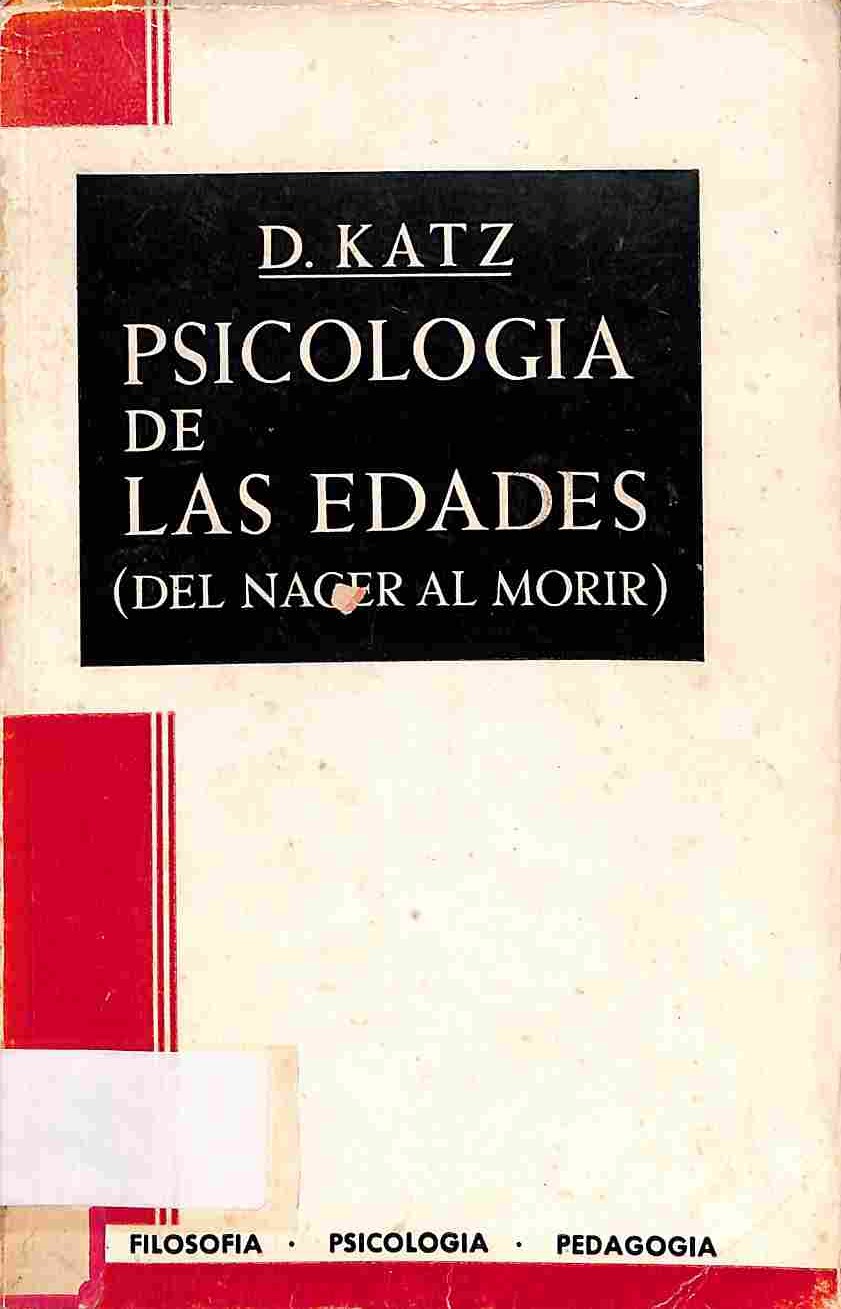 D. KATZ
PSICOLOGIA
DE
LAS EDADES
(DEL NACER AL MORIR)
FILOSOFIA · PSICOLOGIA · PEDAGOGIA